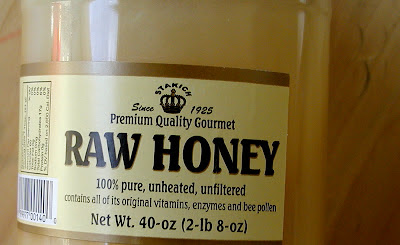 STAKICH
Since 1925
Premium Quality Gourmet
RAW HONEY
100% pure, unheated, unfiltered
contains all of its original vitamins, enzymes and bee pollen
Net Wt. 40-oz (2-lb 8-oz)